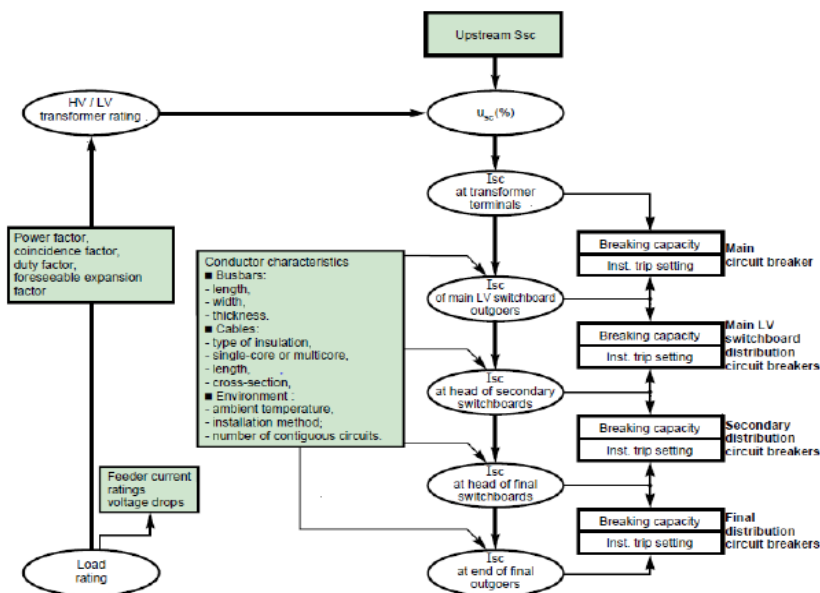 Upstream Ssc
HV / LV
transformer rating .
usc(%)
Isc
at transformer
terminals
Power factor,
coincidence factor,
duty factor,
foreseeable expansion
factor
Conductor characteristics
■ Busbars:
- length,
- width,
- thickness.
■ Cables:
- type of insulation,
- single-core or multicore,
- length,
- cross-section,
■ Environment :
- ambient temperature,
- installation method;
- number of contiguous circuits.
Breaking capacity
Inst. trip setting
Main
circuit breaker
Isc
of main LV switchboard
outgoers
Breaking capacity
Inst. trip setting
Main LV
switchboard
distribution
circuit breakers
Isc
at head of secondary
switchboards
Breaking capacity
Inst. trip setting
Secondary
distribution
circuit breakers
Isc
at head of final
switchboards
Feeder current
ratings
voltage drops
Breaking capacity
Inst. trip setting
Final
distribution
circuit breakers
Load
rating
Isc
at end of final
outgoers